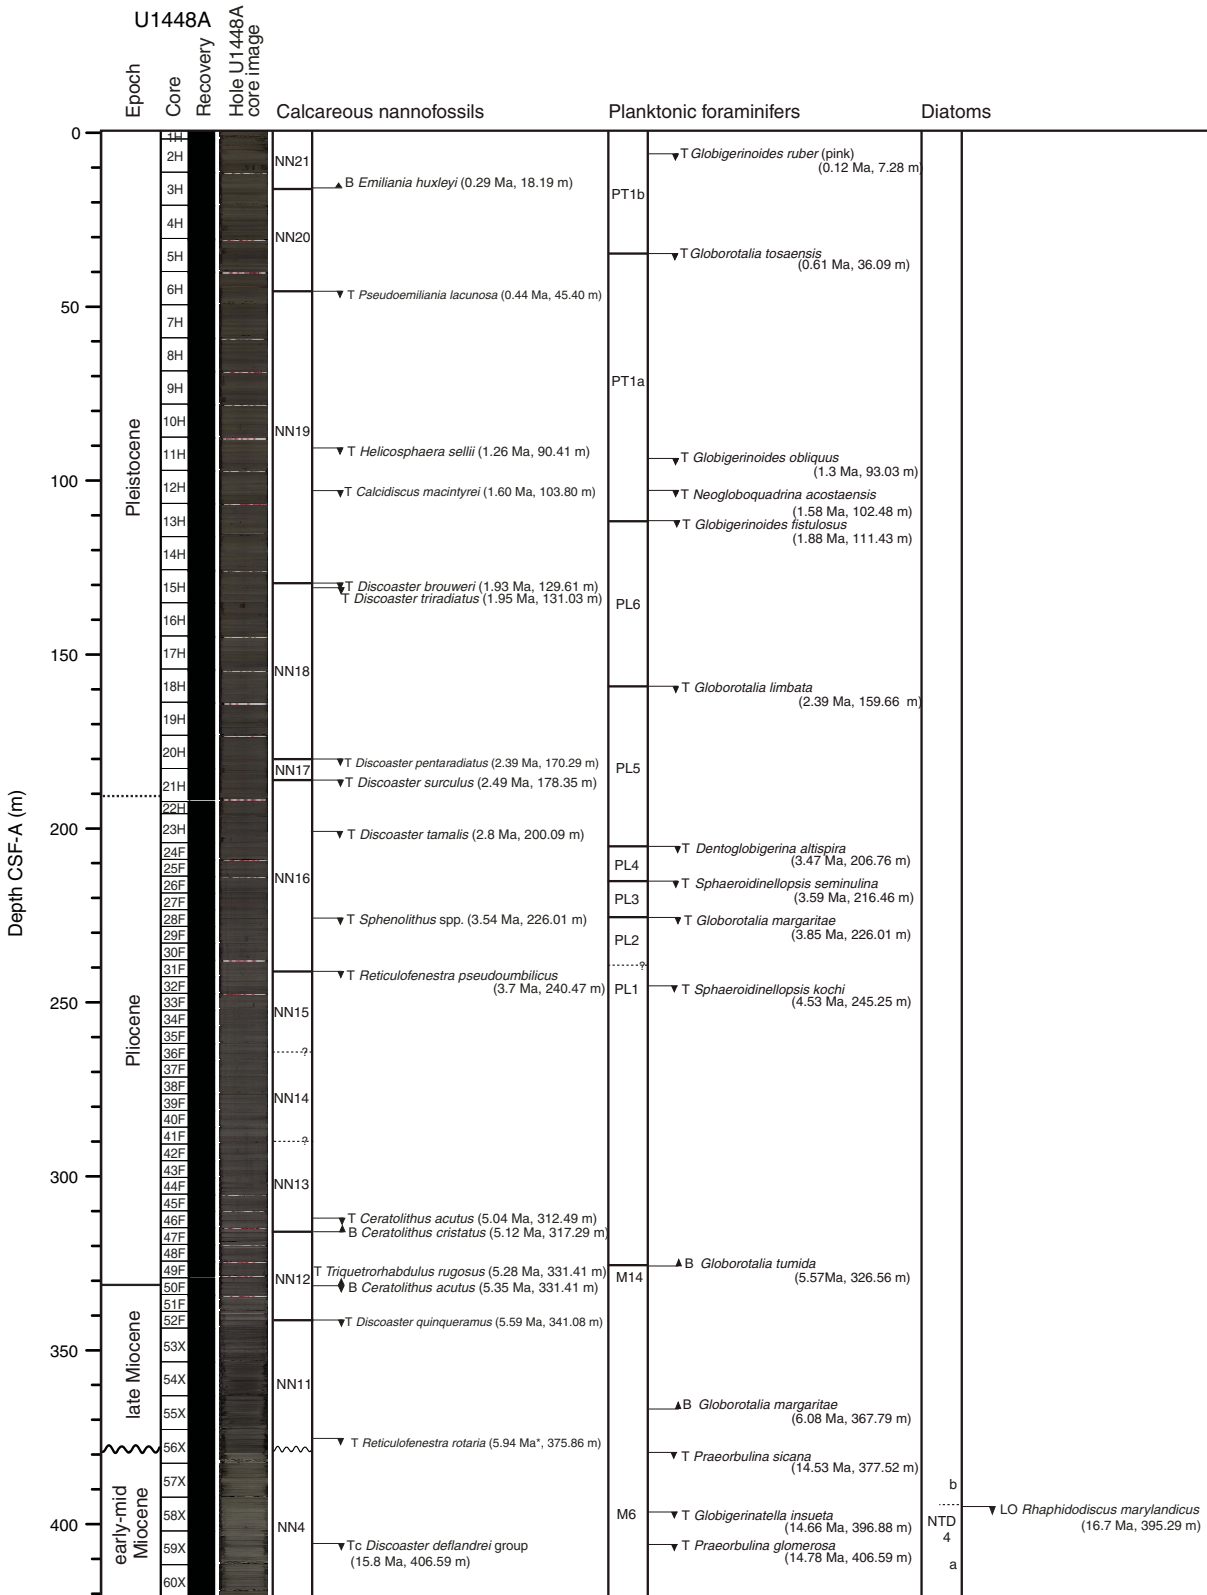 U1448A
Epoch
Core
Recovery
Hole U1448A
core image
Calcareous nannofossils
Planktonic foraminifers
Diatoms
Depth CSF-A (m)
0
50
100
150
200
250
300
350
400
Pleistocene
Pliocene
late Miocene
early-mid
Miocene
1H
2H
3H
4H
5H
6H
7H
8H
9H
10H
11H
12H
13H
14H
15H
16H
17H
18H
19H
20H
21H
22H
23H
24F
25F
26F
27F
28F
29F
30F
31F
32F
33F
34F
35F
36F
37F
38F
39F
40F
41F
42F
43F
44F
45F
46F
47F
48F
49F
50F
51F
52F
53X
54X
55X
56X
57X
58X
59X
60X
NN21
NN20
NN19
NN18
NN17
NN16
NN15
?
NN14
?
NN13
NN12
NN11
NN4
B Emiliania huxleyi (0.29 Ma, 18.19 m)
T Pseudoemiliania lacunosa (0.44 Ma, 45.40 m)
T Helicosphaera sellii (1.26 Ma, 90.41 m)
T Calcidiscus macintyrei (1.60 Ma, 103.80 m)
T Discoaster brouweri (1.93 Ma, 129.61 m)
T Discoaster triradiatus (1.95 Ma, 131.03 m)
T Discoaster pentaradiatus (2.39 Ma, 170.29 m)
T Discoaster surculus (2.49 Ma, 178.35 m)
T Discoaster tamalis (2.8 Ma, 200.09 m)
T Sphenolithus spp. (3.54 Ma, 226.01 m)
T Reticulofenestra pseudoumbilicus
(3.7 Ma, 240.47 m)
T Ceratolithus acutus (5.04 Ma, 312.49 m)
B Ceratolithus cristatus (5.12 Ma, 317.29 m)
T Triquetrorhabdulus rugosus (5.28 Ma, 331.41 m)
B Ceratolithus acutus (5.35 Ma, 331.41 m)
T Discoaster quinqueramus (5.59 Ma, 341.08 m)
T Reticulofenestra rotaria (5.94 Ma*, 375.86 m)
Tc Discoaster deflandrei group
(15.8 Ma, 406.59 m)
PT1b
PT1a
PL6
PL5
PL4
PL3
PL2
?
PL1
M14
M6
T Globigerinoides ruber (pink)
(0.12 Ma, 7.28 m)
T Globorotalia tosaensis
(0.61 Ma, 36.09 m)
T Globigerinoides obliquus
(1.3 Ma, 93.03 m)
T Neogloboquadrina acostaensis
(1.58 Ma, 102.48 m)
T Globigerinoides fistulosus
(1.88 Ma, 111.43 m)
T Globorotalia limbata
(2.39 Ma, 159.66 m)
T Dentoglobigerina altispira
(3.47 Ma, 206.76 m)
T Sphaeroidinellopsis seminulina
(3.59 Ma, 216.46 m)
T Globorotalia margaritae
(3.85 Ma, 226.01 m)
T Sphaeroidinellopsis kochi
(4.53 Ma, 245.25 m)
B Globorotalia tumida
(5.57Ma, 326.56 m)
B Globorotalia margaritae
(6.08 Ma, 367.79 m)
T Praeorbulina sicana
(14.53 Ma, 377.52 m)
T Globigerinatella insueta
(14.66 Ma, 396.88 m)
T Praeorbulina glomerosa
(14.78 Ma, 406.59 m)
b
NTD
4
a
LO Rhaphidodiscus marylandicus
(16.7 Ma, 395.29 m)